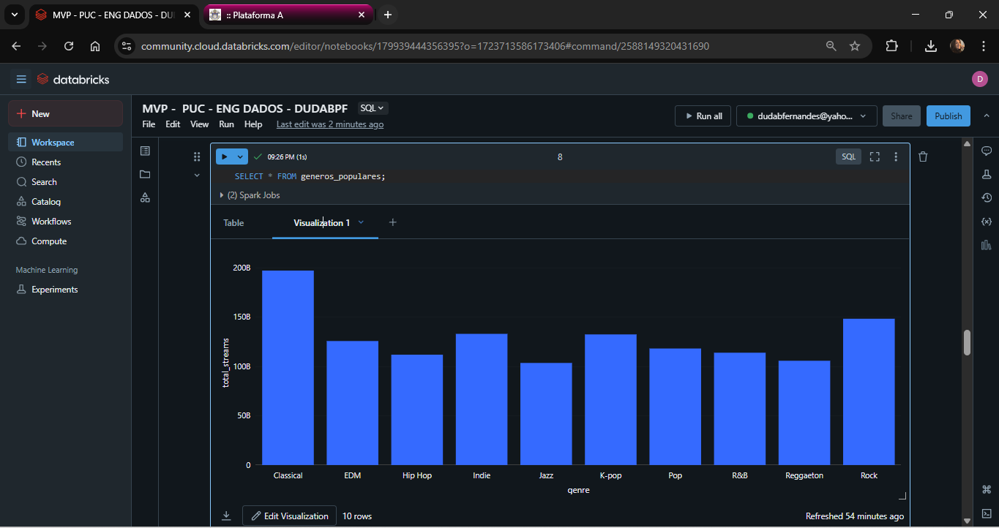 MVP - PUC - ENG DADOS - DU
:: Plataforma A
community.cloud.databricks.com/editor/notebooks/179939444356395?o=1723713586173406#command/2588149320431690
databricks
D
New
Workspace
Recents
Search
Catalog
Workflows
Compute
Machine Learning
Experiments
MVP - PUC - ENG DADOS - DUDABPF
SQL
File Edit View Run Help Last edit was 2 minutes ago
Run all
dudabfernandes@yaho...
Share
Publish
09:26 PM (1s)
8
SQL
SELECT * FROM generos_populares;
(2) Spark Jobs
Table
Visualization 1
200B
150B
100B
50B
0
total_streams
Classical EDM Hip Hop Indie Jazz K-pop Pop R&B Reggaeton Rock
genre
Edit Visualization
10 rows
Refreshed 54 minutes ago